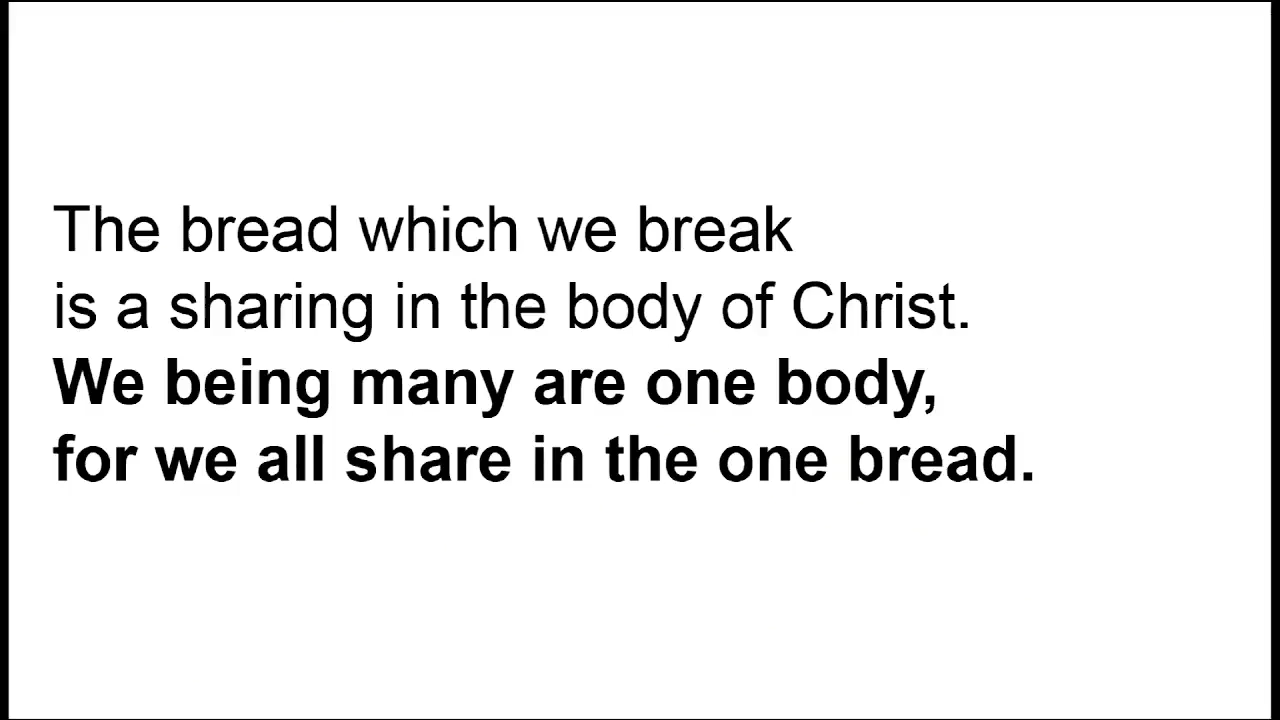 The bread which we break
is a sharing in the body of Christ.
We being many are one body,
for we all share in the one bread.